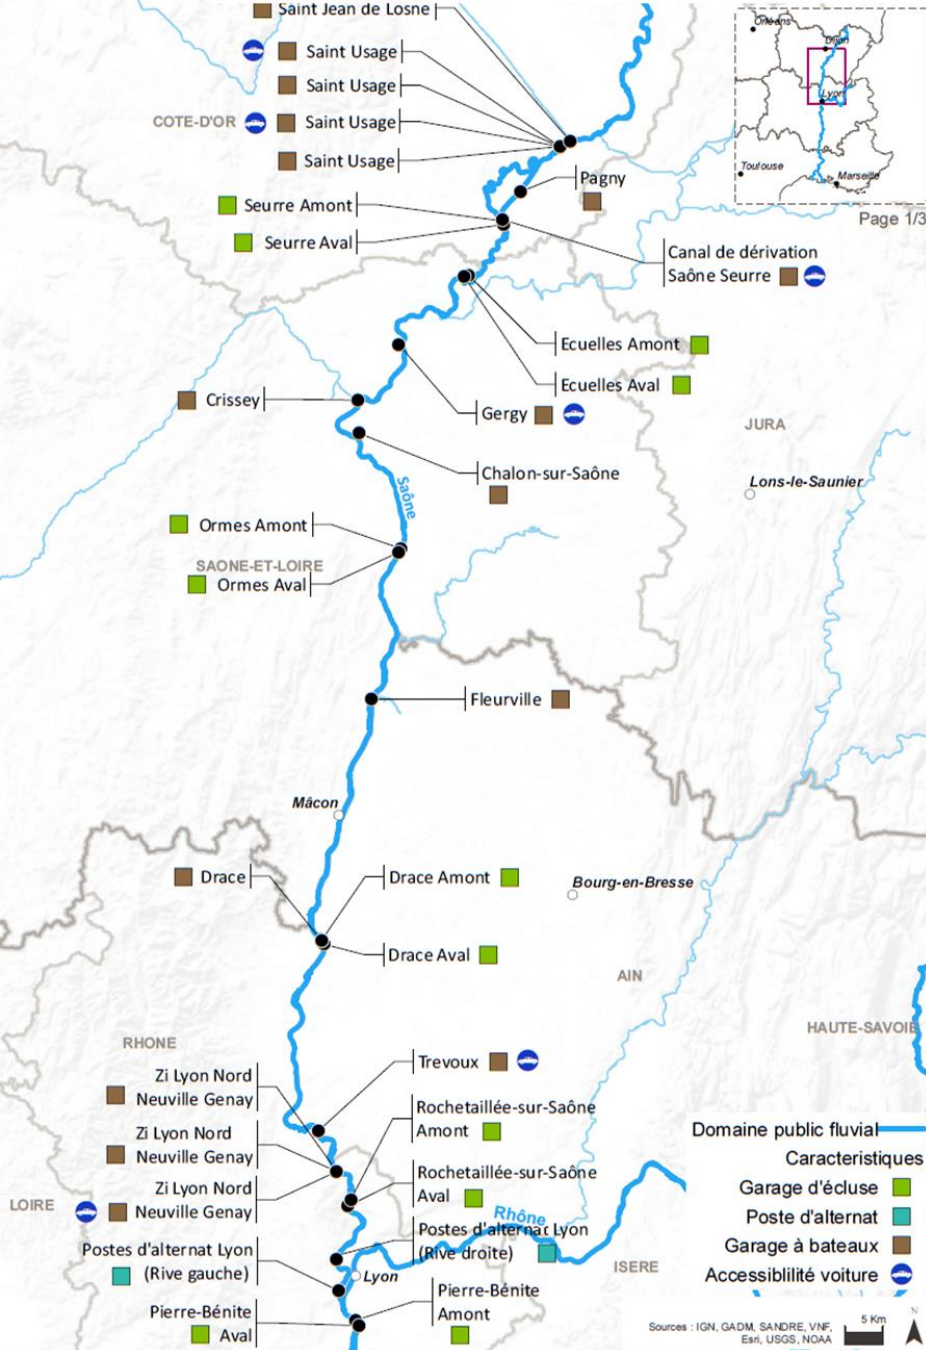 Saint Jean de Losne
Orléans
Dijon
Saint Usage
Saint Usage
Lyon
COTE-D'OR
Saint Usage
Saint Usage
Toulouse
Marseille
Pagny
Seurre Amont
Page 1/3
Seurre Aval
Canal de dérivation
Saône Seurre
Ecuelles Amont
Ecuelles Aval
Crissey
Gergy
JURA
Chalon-sur-Saône
Lons-le-Saunier
Saône
Ormes Amont
SAONE-ET-LOIRE
Ormes Aval
Fleurville
Mâcon
Drace
Drace Amont
Bourg-en-Bresse
Drace Aval
AIN
HAUTE-SAVOIE
RHONE
Trevoux
Zi Lyon Nord
Neuville Genay
Rochetaillée-sur-Saône
Amont
Zi Lyon Nord
Neuville Genay
Rochetaillée-sur-Saône
Aval
Zi Lyon Nord
Neuville Genay
LOIRE
Rhône
Postes d'alternat Lyon
(Rive droite)
Postes d'alternat Lyon
(Rive gauche)
Lyon
ISERE
Pierre-Bénite
Amont
Pierre-Bénite
Aval
Domaine public fluvial
Caracteristiques
Garage d'écluse
Poste d'alternat
Garage à bateaux
Accessiblilité voiture
Sources : IGN, GADM, SANDRE, VNF,
Esri, USGS, NOAA
5 Km
N